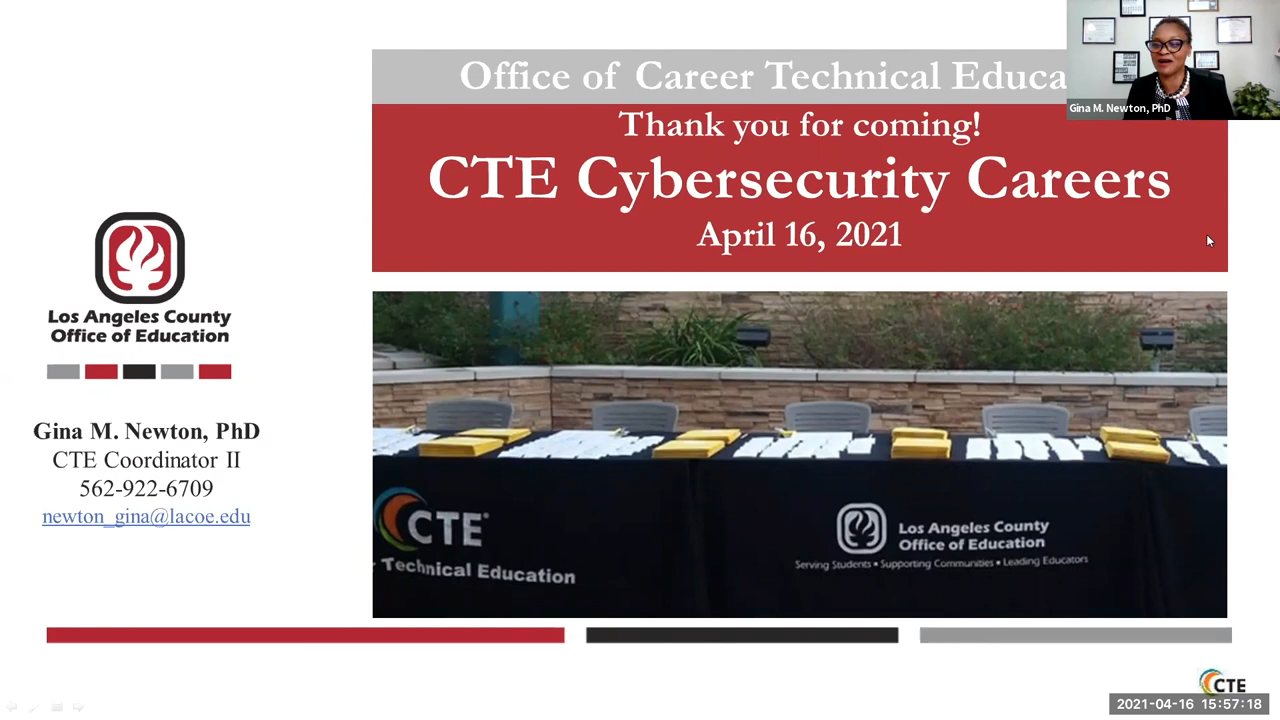 Office of Career Technical Educa
Gina M. Newton, PhD
Thank you for coming!
CTE Cybersecurity Careers
April 16, 2021
Los Angeles County
Office of Education
Gina M. Newton, PhD
CTE Coordinator II
562-922-6709
newton_gina@lacoe.edu
CTE
Technical Education
Los Angeles County
Office of Education
Serving Students • Supporting Communities • Leading Educators
CTE
2021-04-16 15:57:18